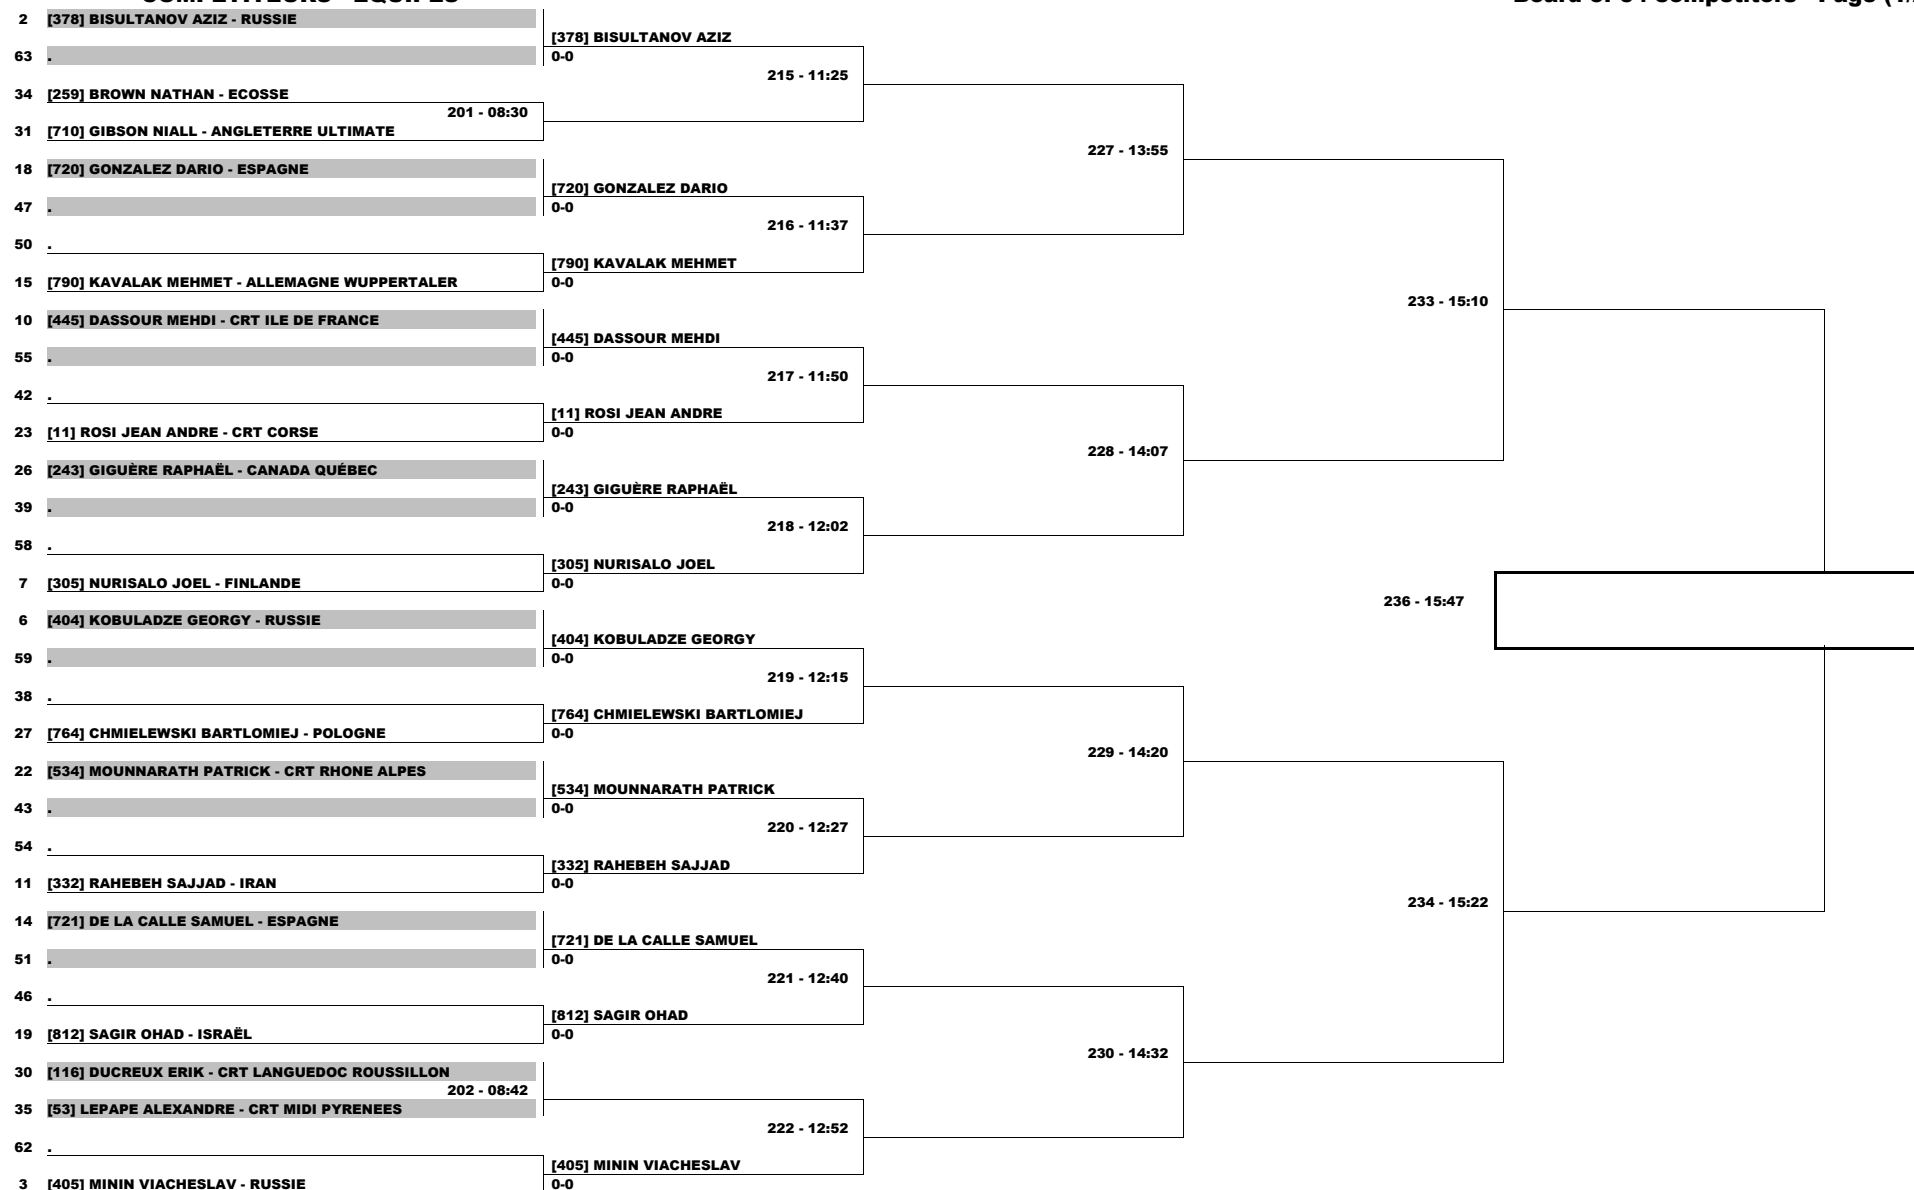 2 [378] BISULTANOV AZIZ - RUSSIE
[378] BISULTANOV AZIZ
63 .
0-0
215 - 11:25
34 [259] BROWN NATHAN - ECOSSE
201 - 08:30
31 [710] GIBSON NIALL - ANGLETERRE ULTIMATE
227 - 13:55
18 [720] GONZALEZ DARIO - ESPAGNE
[720] GONZALEZ DARIO
47 .
0-0
216 - 11:37
50 .
[790] KAVALAK MEHMET
15 [790] KAVALAK MEHMET - ALLEMAGNE WUPPERTALER
0-0
233 - 15:10
10 [445] DASSOUR MEHDI - CRT ILE DE FRANCE
[445] DASSOUR MEHDI
55 .
0-0
217 - 11:50
42 .
[11] ROSI JEAN ANDRE
23 [11] ROSI JEAN ANDRE - CRT CORSE
0-0
228 - 14:07
26 [243] GIGUÈRE RAPHAËL - CANADA QUÉBEC
[243] GIGUÈRE RAPHAËL
39 .
0-0
218 - 12:02
58 .
[305] NURISALO JOEL
7 [305] NURISALO JOEL - FINLANDE
0-0
236 - 15:47
6 [404] KOBULADZE GEORGY - RUSSIE
[404] KOBULADZE GEORGY
59 .
0-0
219 - 12:15
38 .
[764] CHMIELEWSKI BARTLOMIEJ
27 [764] CHMIELEWSKI BARTLOMIEJ - POLOGNE
0-0
229 - 14:20
22 [534] MOUNNARATH PATRICK - CRT RHONE ALPES
[534] MOUNNARATH PATRICK
43 .
0-0
220 - 12:27
54 .
[332] RAHEBEH SAJJAD
11 [332] RAHEBEH SAJJAD - IRAN
0-0
234 - 15:22
14 [721] DE LA CALLE SAMUEL - ESPAGNE
[721] DE LA CALLE SAMUEL
51 .
0-0
221 - 12:40
46 .
[812] SAGIR OHAD
19 [812] SAGIR OHAD - ISRAËL
0-0
230 - 14:32
30 [116] DUCREUX ERIK - CRT LANGUEDOC ROUSSILLON
202 - 08:42
35 [53] LEPAPE ALEXANDRE - CRT MIDI PYRENEES
222 - 12:52
62 .
[405] MININ VIACHESLAV
3 [405] MININ VIACHESLAV - RUSSIE
0-0